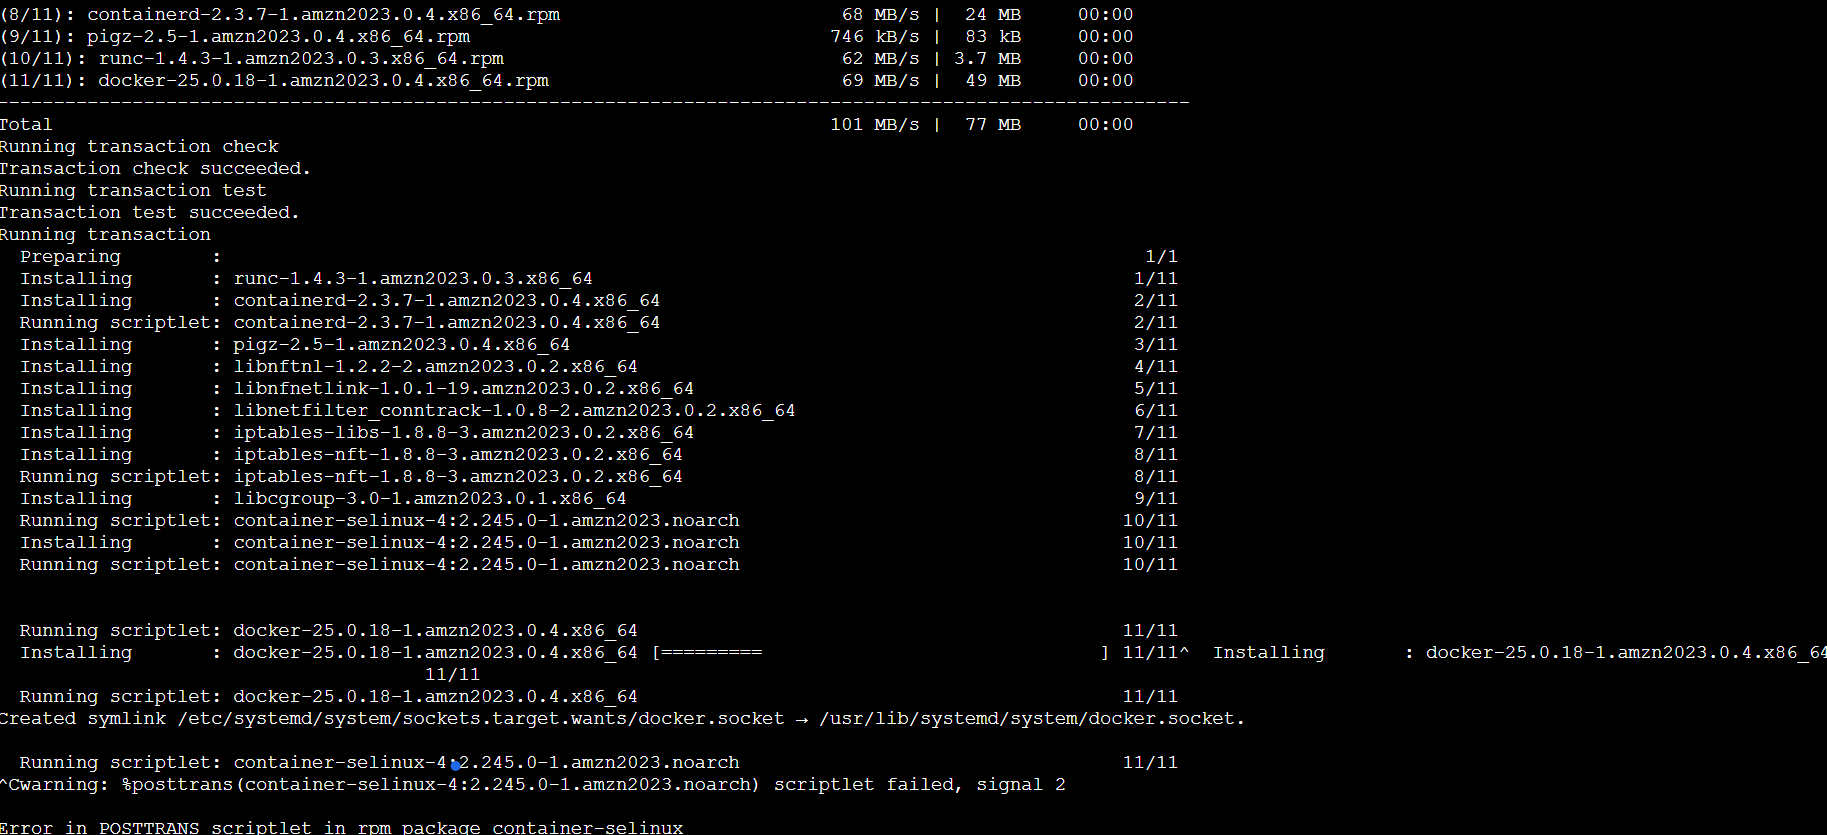 (8/11): containerd-2.3.7-1.amzn2023.0.4.x86_64.rpm 68 MB/s | 24 MB 00:00
(9/11): pigz-2.5-1.amzn2023.0.4.x86_64.rpm 746 kB/s | 83 kB 00:00
(10/11): runc-1.4.3-1.amzn2023.0.3.x86_64.rpm 62 MB/s | 3.7 MB 00:00
(11/11): docker-25.0.18-1.amzn2023.0.4.x86_64.rpm 69 MB/s | 49 MB 00:00
----------------------------------------------------------------------------------------------------------
Total 101 MB/s | 77 MB 00:00
Running transaction check
Transaction check succeeded.
Running transaction test
Transaction test succeeded.
Running transaction
Preparing : 1/1
Installing : runc-1.4.3-1.amzn2023.0.3.x86_64 1/11
Installing : containerd-2.3.7-1.amzn2023.0.4.x86_64 2/11
Running scriptlet: containerd-2.3.7-1.amzn2023.0.4.x86_64 2/11
Installing : pigz-2.5-1.amzn2023.0.4.x86_64 3/11
Installing : libnftnl-1.2.2-2.amzn2023.0.2.x86_64 4/11
Installing : libnfnetlink-1.0.1-19.amzn2023.0.2.x86_64 5/11
Installing : libnetfilter_conntrack-1.0.8-2.amzn2023.0.2.x86_64 6/11
Installing : iptables-libs-1.8.8-3.amzn2023.0.2.x86_64 7/11
Installing : iptables-nft-1.8.8-3.amzn2023.0.2.x86_64 8/11
Running scriptlet: iptables-nft-1.8.8-3.amzn2023.0.2.x86_64 8/11
Installing : libcgroup-3.0-1.amzn2023.0.1.x86_64 9/11
Running scriptlet: container-selinux-4:2.245.0-1.amzn2023.noarch 10/11
Installing : container-selinux-4:2.245.0-1.amzn2023.noarch 10/11
Running scriptlet: container-selinux-4:2.245.0-1.amzn2023.noarch 10/11
Running scriptlet: docker-25.0.18-1.amzn2023.0.4.x86_64 11/11
Installing : docker-25.0.18-1.amzn2023.0.4.x86_64 [========= ] 11/11^ Installing : docker-25.0.18-1.amzn2023.0.4.x86_64
11/11
Running scriptlet: docker-25.0.18-1.amzn2023.0.4.x86_64 11/11
Created symlink /etc/systemd/system/sockets.target.wants/docker.socket → /usr/lib/systemd/system/docker.socket.
Running scriptlet: container-selinux-4:2.245.0-1.amzn2023.noarch 11/11
^Cwarning: %posttrans(container-selinux-4:2.245.0-1.amzn2023.noarch) scriptlet failed, signal 2
Error in POSTTRANS scriptlet in rpm package container-selinux